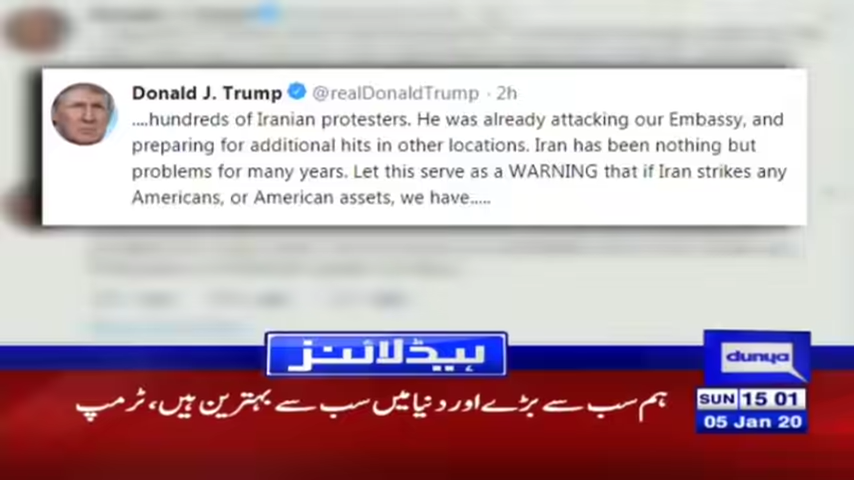 Donald J. Trump @realDonaldTrump · 2h
....hundreds of Iranian protesters. He was already attacking our Embassy, and
preparing for additional hits in other locations. Iran has been nothing but
problems for many years. Let this serve as a WARNING that if Iran strikes any
Americans, or American assets, we have.....
ہیڈلائنز
dunya
ہم سب سے بڑے اور دنیا میں سب سے بہترین ہیں، ٹرمپ
SUN 15 01
05 Jan 20